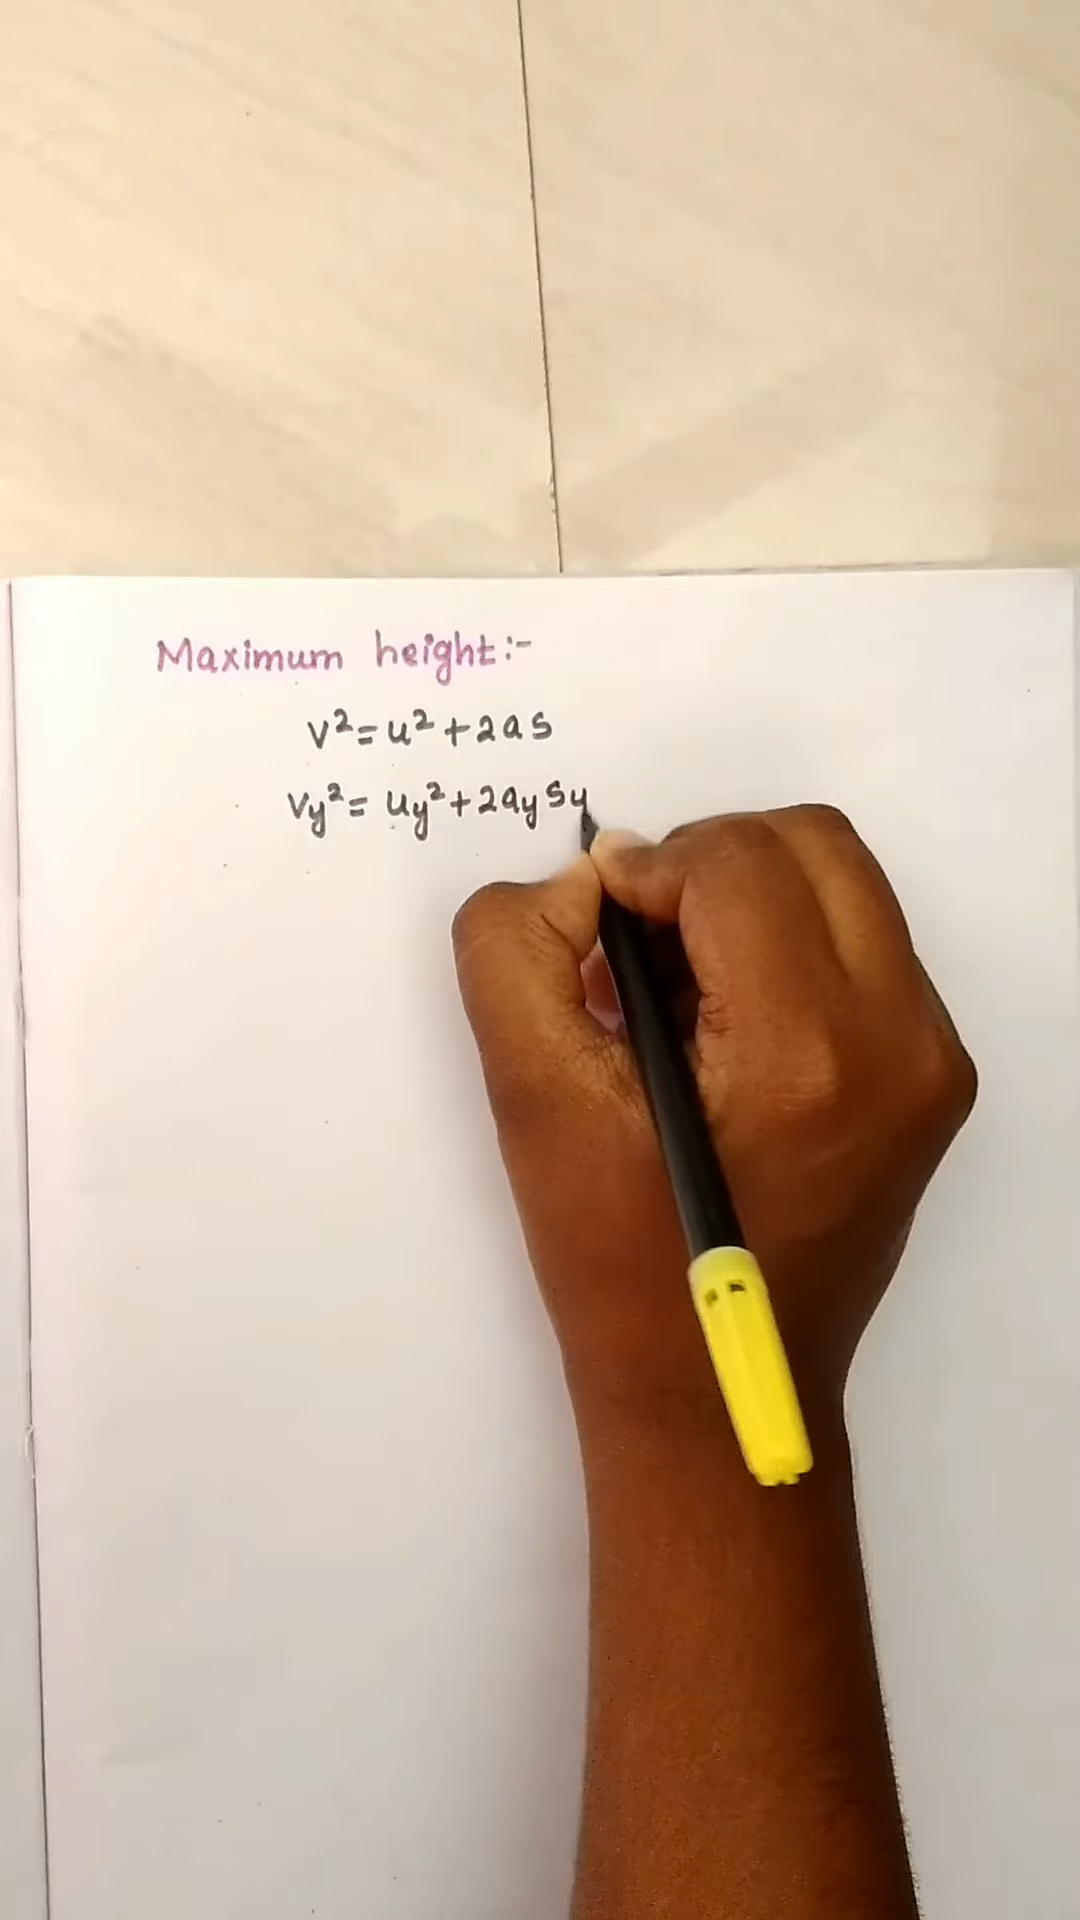 Maximum height:-
v² = u² + 2as
vy² = uy² + 2ay sy